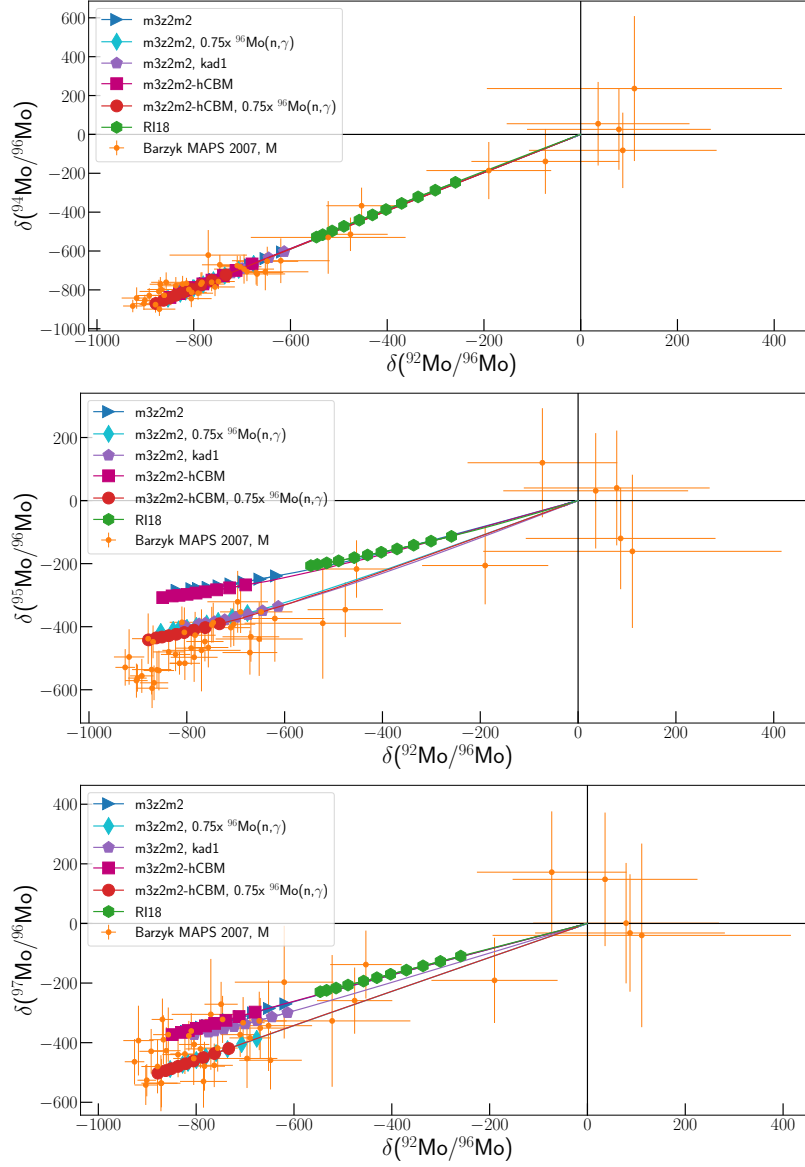 600
400
200
0
−200
−400
−600
−800
−1000
δ(⁹⁴Mo/⁹⁶Mo)
m3z2m2
m3z2m2, 0.75x ⁹⁶Mo(n,γ)
m3z2m2, kad1
m3z2m2-hCBM
m3z2m2-hCBM, 0.75x ⁹⁶Mo(n,γ)
RI18
Barzyk MAPS 2007, M
−1000 −800 −600 −400 −200 0 200 400
δ(⁹²Mo/⁹⁶Mo)
200
0
−200
−400
−600
δ(⁹⁵Mo/⁹⁶Mo)
m3z2m2
m3z2m2, 0.75x ⁹⁶Mo(n,γ)
m3z2m2, kad1
m3z2m2-hCBM
m3z2m2-hCBM, 0.75x ⁹⁶Mo(n,γ)
RI18
Barzyk MAPS 2007, M
−1000 −800 −600 −400 −200 0 200 400
δ(⁹²Mo/⁹⁶Mo)
400
200
0
−200
−400
−600
δ(⁹⁷Mo/⁹⁶Mo)
m3z2m2
m3z2m2, 0.75x ⁹⁶Mo(n,γ)
m3z2m2, kad1
m3z2m2-hCBM
m3z2m2-hCBM, 0.75x ⁹⁶Mo(n,γ)
RI18
Barzyk MAPS 2007, M
−1000 −800 −600 −400 −200 0 200 400
δ(⁹²Mo/⁹⁶Mo)